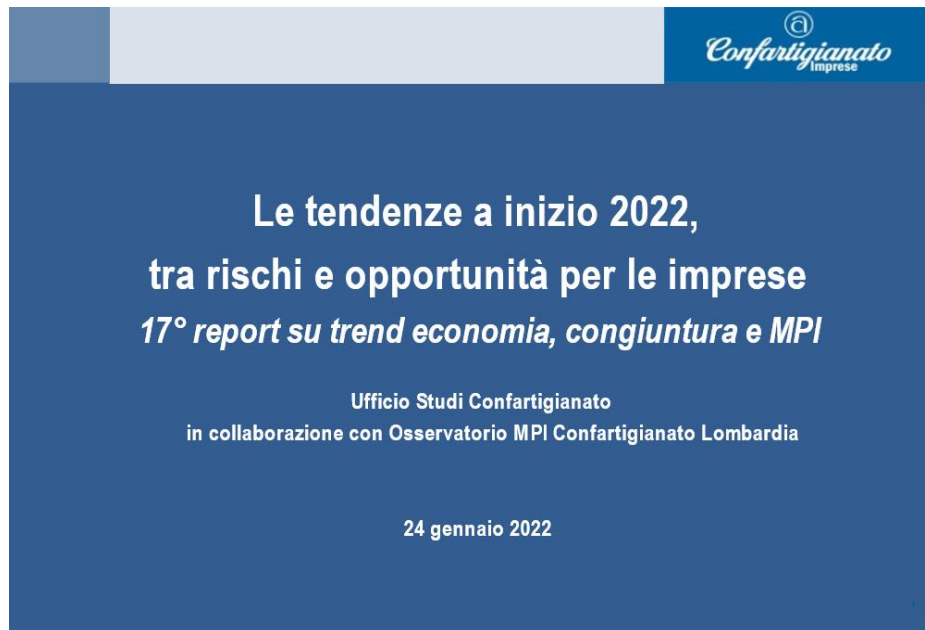 Confartigianato
Imprese
Le tendenze a inizio 2022,
tra rischi e opportunità per le imprese
17° report su trend economia, congiuntura e MPI
Ufficio Studi Confartigianato
in collaborazione con Osservatorio MPI Confartigianato Lombardia
24 gennaio 2022